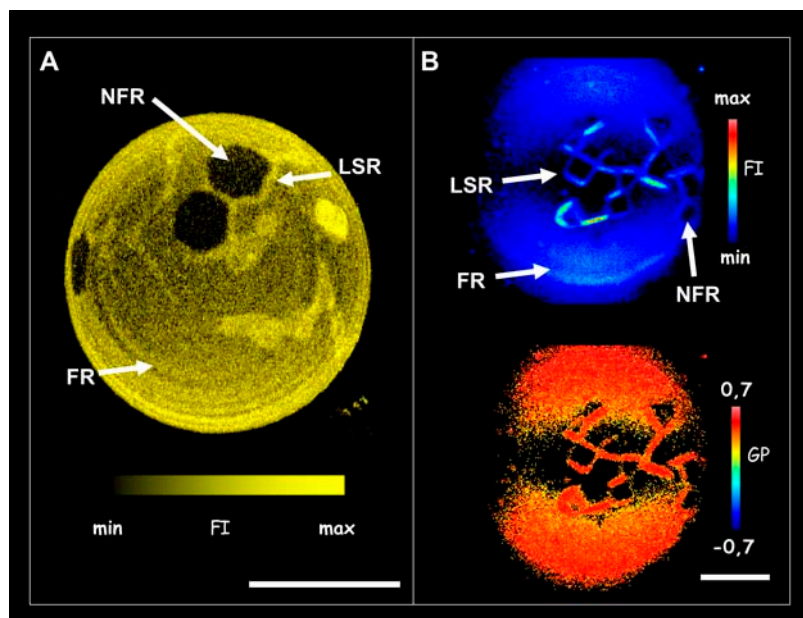 A
NFR
LSR
FR
min FI max
B
max
FI
min
LSR
FR
NFR
0,7
GP
-0,7